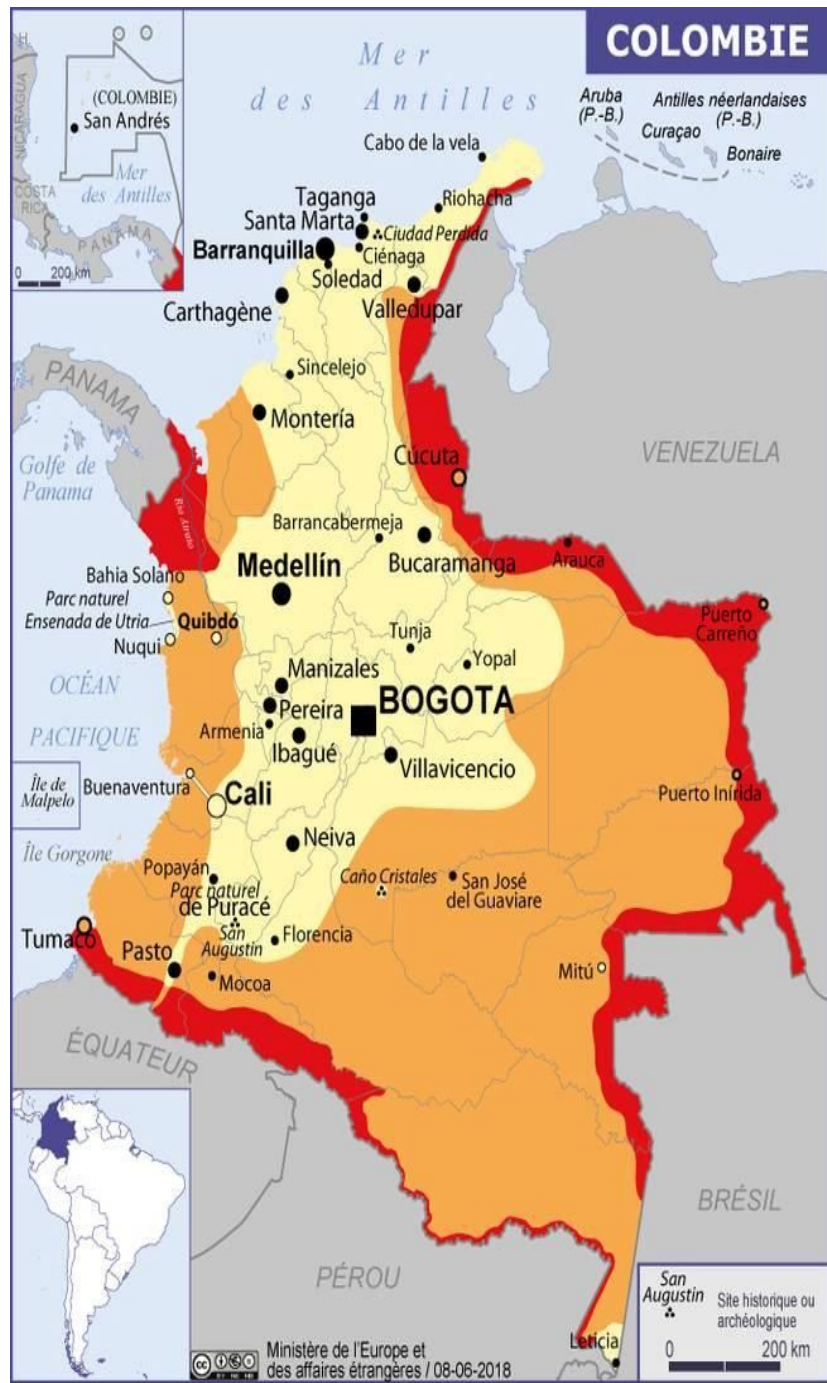 COLOMBIE
Mer
des Antilles
H.
NICARAGUA
(COLOMBIE)
San Andrés
Mer
des Antilles
COSTA
RICA
PANAMA
0 200 km
Aruba
(P.-B.)
Antilles néerlandaises
(P.-B.)
Curaçao
Bonaire
Cabo de la vela
Taganga
Riohacha
Santa Marta
Ciudad Perdida
Barranquilla
Ciénaga
Soledad
Carthagène
Valledupar
Sincelejo
PANAMA
Montería
Golfe de
Panama
Cúcuta
VENEZUELA
Río Atrato
Barrancabermeja
Bucaramanga
Arauca
Medellín
Bahia Solano
Parc naturel
Ensenada de Utria
Quibdó
Nuqui
Puerto
Carreño
Tunja
Yopal
Manizales
OCÉAN
PACIFIQUE
Pereira
BOGOTA
Armenia
Ibagué
Villavicencio
Île de
Malpelo
Buenaventura
Cali
Puerto Inírida
Île Gorgone
Neiva
Popayán
Parc naturel
de Puracé
Caño Cristales
San José
del Guaviare
San
Augustin
Florencia
Tumaco
Pasto
Mocoa
Mitú
ÉQUATEUR
BRÉSIL
PÉROU
Leticia
San
Augustin
Site historique ou
archéologique
0 200 km
cc
Ministère de l'Europe et
des affaires étrangères / 08-06-2018